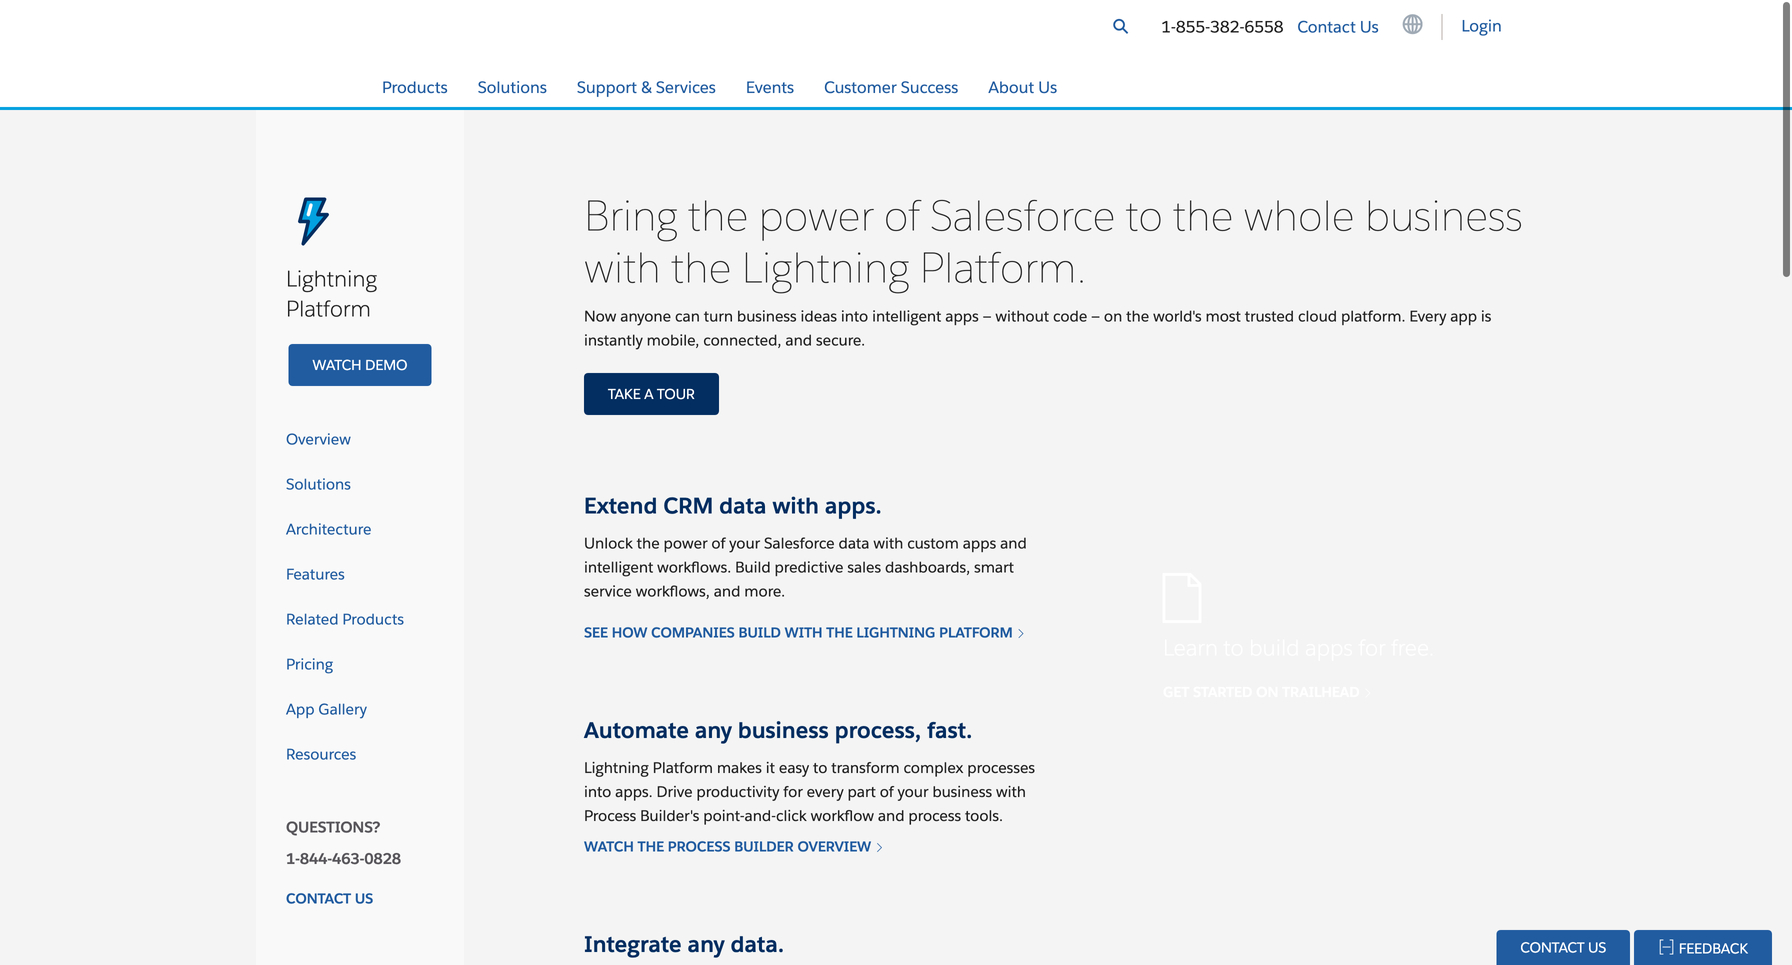 1-855-382-6558 Contact Us Login
Products Solutions Support & Services Events Customer Success About Us
Lightning
Platform
WATCH DEMO
Overview
Solutions
Architecture
Features
Related Products
Pricing
App Gallery
Resources
QUESTIONS?
1-844-463-0828
CONTACT US
Bring the power of Salesforce to the whole business
with the Lightning Platform.
Now anyone can turn business ideas into intelligent apps – without code – on the world's most trusted cloud platform. Every app is
instantly mobile, connected, and secure.
TAKE A TOUR
Extend CRM data with apps.
Unlock the power of your Salesforce data with custom apps and
intelligent workflows. Build predictive sales dashboards, smart
service workflows, and more.
SEE HOW COMPANIES BUILD WITH THE LIGHTNING PLATFORM
Learn to build apps for free
GET STARTED ON TRAILHEAD
Automate any business process, fast.
Lightning Platform makes it easy to transform complex processes
into apps. Drive productivity for every part of your business with
Process Builder's point-and-click workflow and process tools.
WATCH THE PROCESS BUILDER OVERVIEW
Integrate any data.
CONTACT US
FEEDBACK